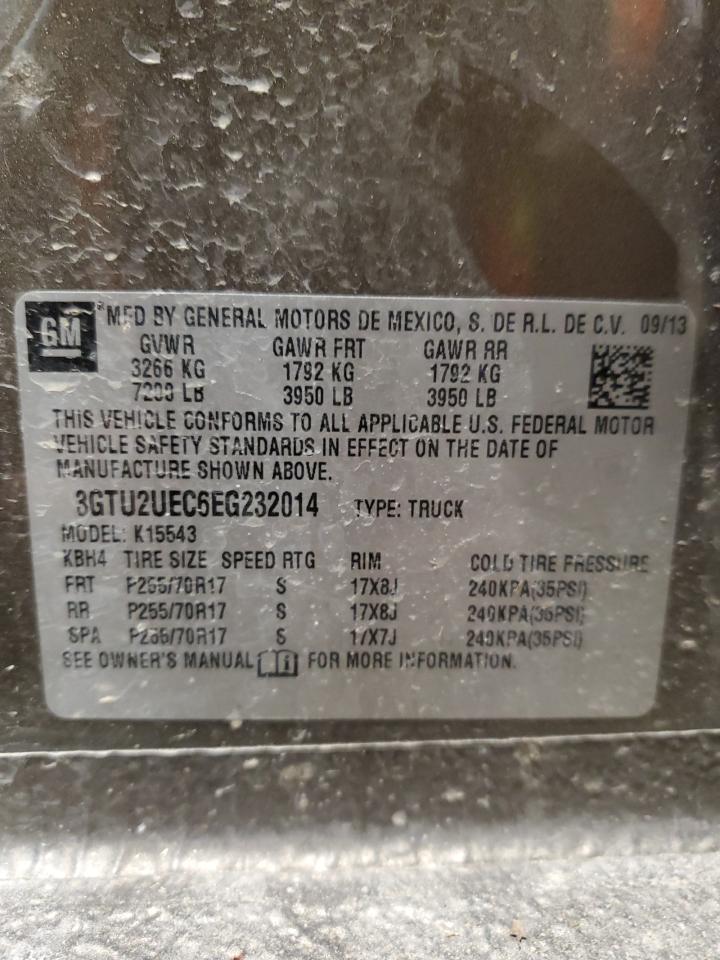 GM
MFD BY GENERAL MOTORS DE MEXICO, S. DE R.L. DE C.V. 09/13
GVWR GAWR FRT GAWR RR
3266 KG 1792 KG 1792 KG
7200 LB 3950 LB 3950 LB
THIS VEHICLE CONFORMS TO ALL APPLICABLE U.S. FEDERAL MOTOR
VEHICLE SAFETY STANDARDS IN EFFECT ON THE DATE OF
MANUFACTURE SHOWN ABOVE.
3GTU2UEC6EG232014 TYPE: TRUCK
MODEL: K15543
KBH4 TIRE SIZE SPEED RTG RIM COLD TIRE PRESSURE
FRT P255/70R17 S 17X8J 240KPA(35PSI)
RR P255/70R17 S 17X8J 240KPA(35PSI)
SPA S 17X7J 240KPA(35PSI)
SEE OWNER'S MANUAL FOR MORE INFORMATION.